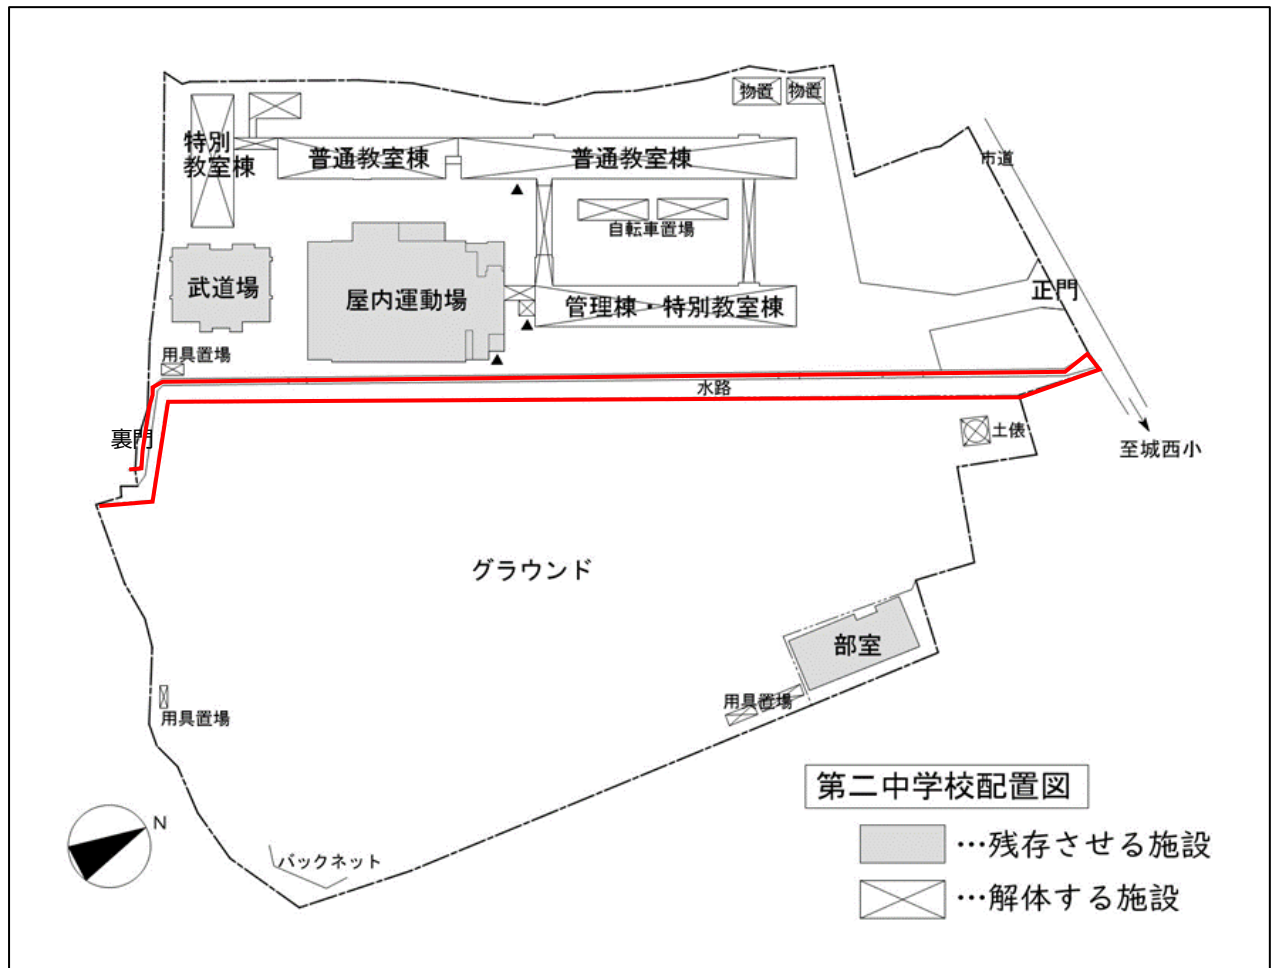 物置 物置
特別
教室棟
普通教室棟 普通教室棟
市道
自転車置場
武道場
屋内運動場
管理棟・特別教室棟
正門
用具置場
水路
裏門
土俵
至城西小
グラウンド
部室
用具置場
用具置場
第二中学校配置図
N
…残存させる施設
バックネット
…解体する施設